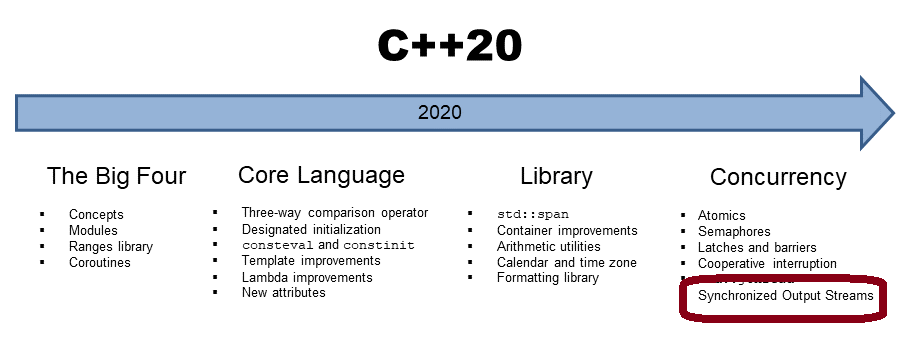 C++20
2020
The Big Four
Concepts
Modules
Ranges library
Coroutines
Core Language
Three-way comparison operator
Designated initialization
consteval and constinit
Template improvements
Lambda improvements
New attributes
Library
std::span
Container improvements
Arithmetic utilities
Calendar and time zone
Formatting library
Concurrency
Atomics
Semaphores
Latches and barriers
Cooperative interruption
Synchronized Output Streams